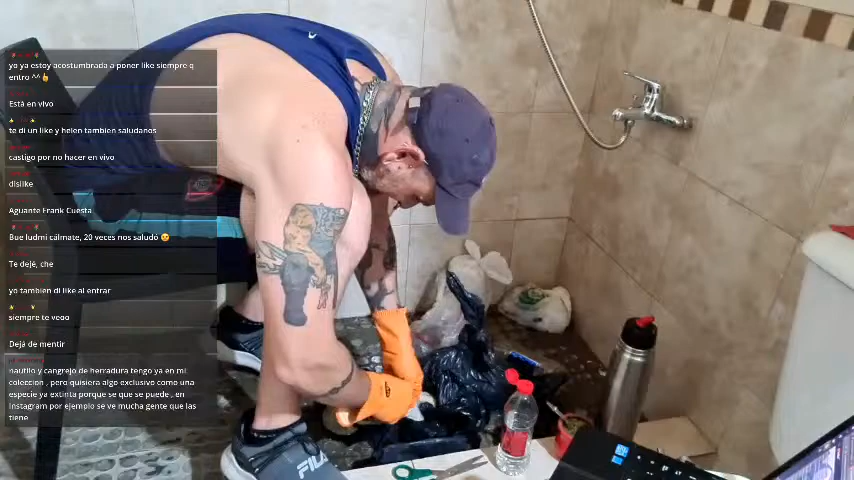 yo ya estoy acostumbrada a poner like siempre q
entro ^^
Está en vivo
te di un like y helen tambien saludanos
castigo por no hacer en vivo
dislike
Aguante Frank Cuesta
Bue ludmi cálmate, 20 veces nos saludó
Te dejé, che
yo tambien di like al entrar
siempre te veoo
Dejá de mentir
nautilo y cangrejo de herradura tengo ya en mi
coleccion , pero quisiera algo exclusivo como una
especie ya extinta porque se que se puede , en
Instagram por ejemplo se ve mucha gente que las
tiene
FILA